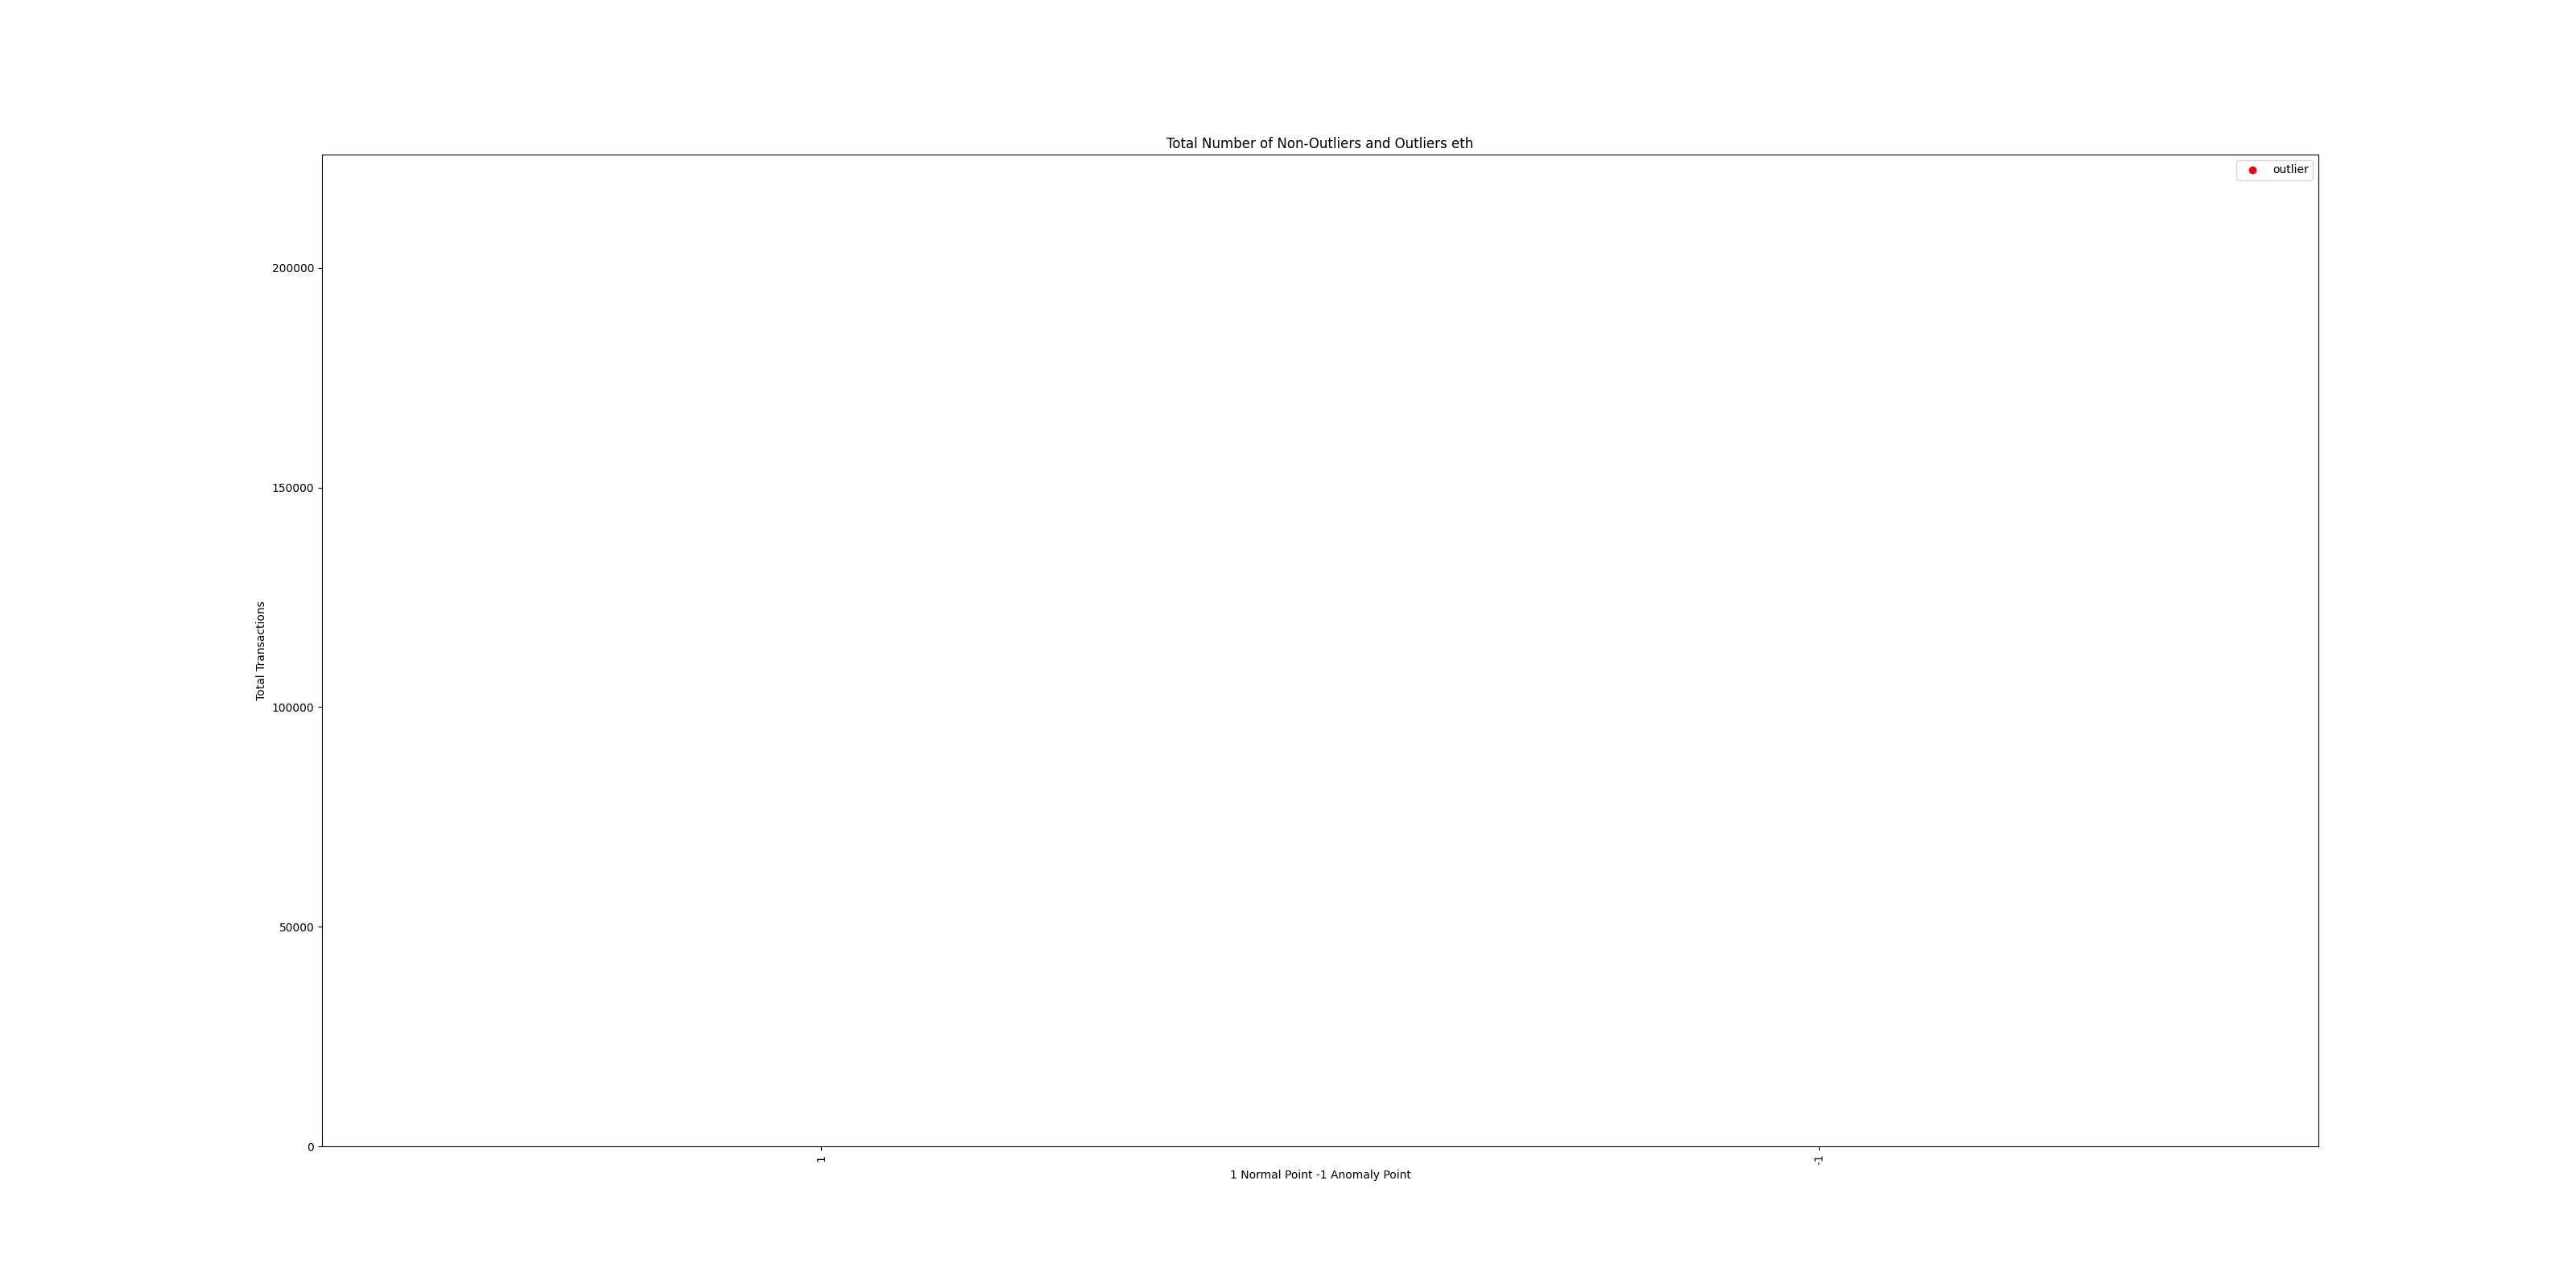 Total Number of Non-Outliers and Outliers eth
outlier
200000
150000
100000
50000
0
Total Transactions
1
-1
1 Normal Point -1 Anomaly Point